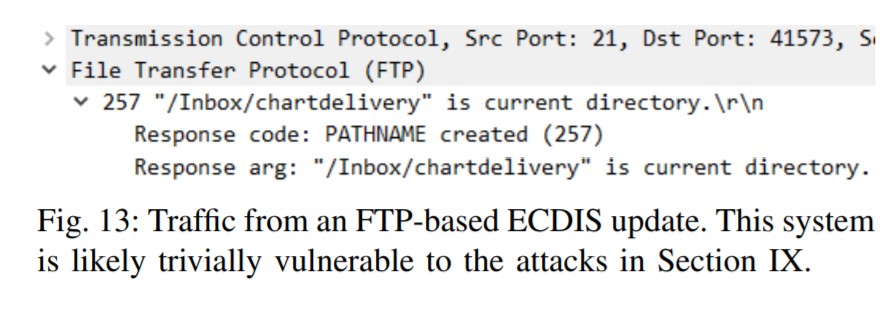 Transmission Control Protocol, Src Port: 21, Dst Port: 41573, S
File Transfer Protocol (FTP)
257 "/Inbox/chartdelivery" is current directory.\r\n
Response code: PATHNAME created (257)
Response arg: "/Inbox/chartdelivery" is current directory.
Fig. 13: Traffic from an FTP-based ECDIS update. This system
is likely trivially vulnerable to the attacks in Section IX.